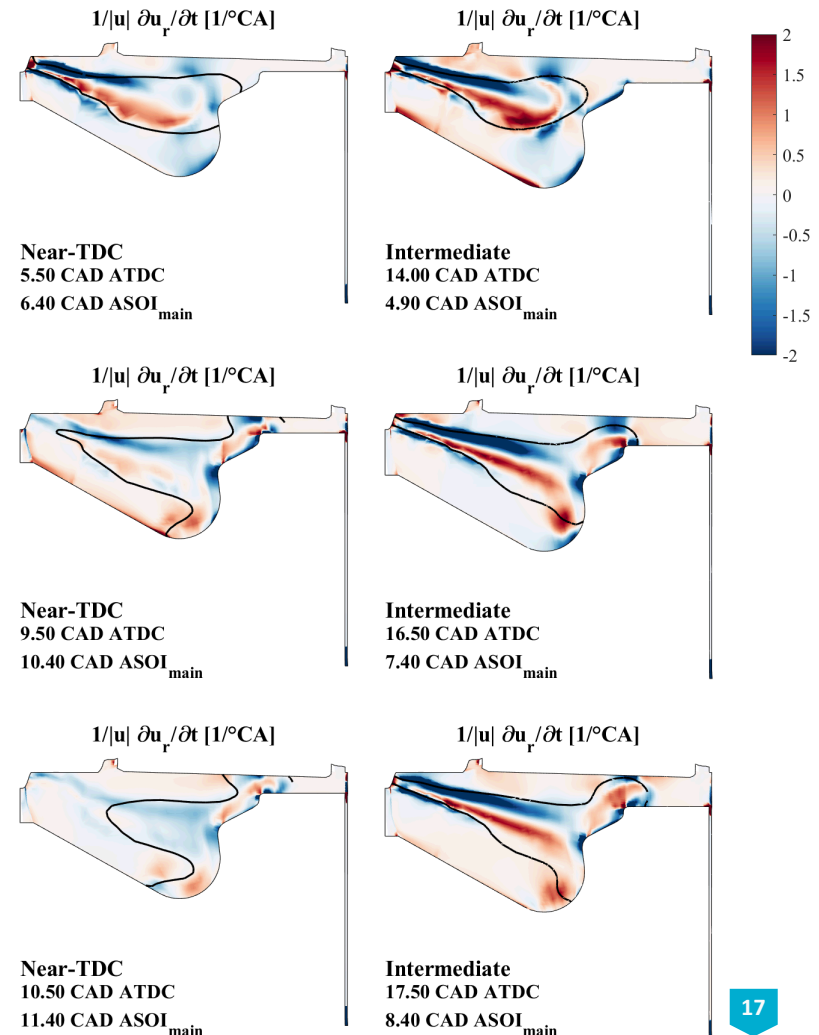 1/|u| ∂u_r/∂t [1/°CA]
1/|u| ∂u_r/∂t [1/°CA]
2
1.5
1
0.5
0
-0.5
-1
-1.5
-2
Near-TDC
5.50 CAD ATDC
6.40 CAD ASOI_main
Intermediate
14.00 CAD ATDC
4.90 CAD ASOI_main
1/|u| ∂u_r/∂t [1/°CA]
1/|u| ∂u_r/∂t [1/°CA]
Near-TDC
9.50 CAD ATDC
10.40 CAD ASOI_main
Intermediate
16.50 CAD ATDC
7.40 CAD ASOI_main
1/|u| ∂u_r/∂t [1/°CA]
1/|u| ∂u_r/∂t [1/°CA]
Near-TDC
10.50 CAD ATDC
11.40 CAD ASOI_main
Intermediate
17.50 CAD ATDC
8.40 CAD ASOI_main
17